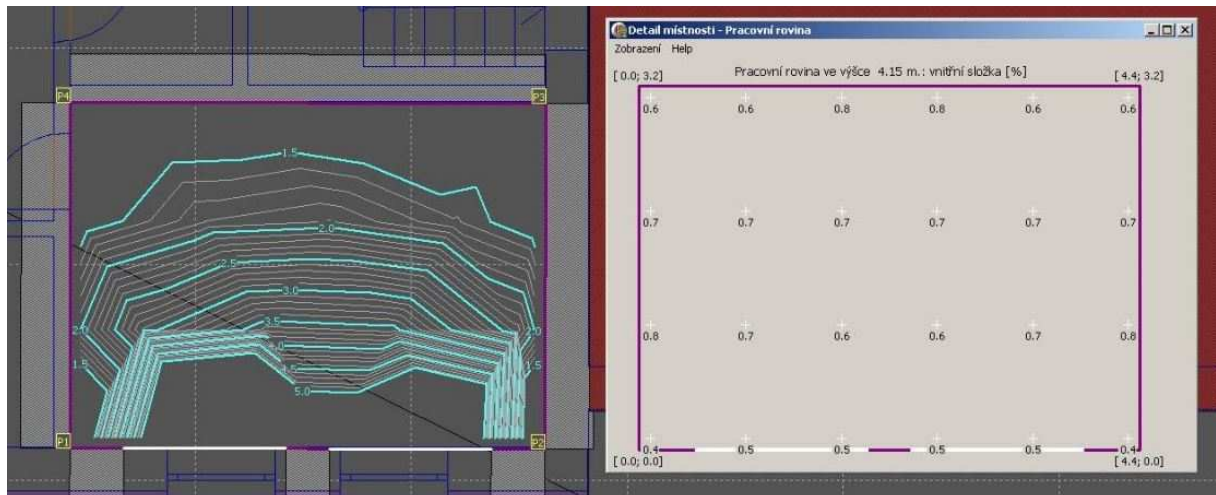 P4
P3
1.5
2.0
2.5
3.0
2.0
3.5
2.0
4.0
1.5
4.5
1.5
5.0
P1
P2
Detail místnosti - Pracovní rovina
Zobrazení Help
Pracovní rovina ve výšce 4.15 m.: vnitřní složka [%]
[ 0.0; 3.2]
[ 4.4; 3.2]
0.6 0.6 0.8 0.8 0.6 0.6
0.7 0.7 0.7 0.7 0.7 0.7
0.8 0.7 0.6 0.6 0.7 0.8
0.4 0.5 0.5 0.5 0.5 0.4
[ 0.0; 0.0]
[ 4.4; 0.0]